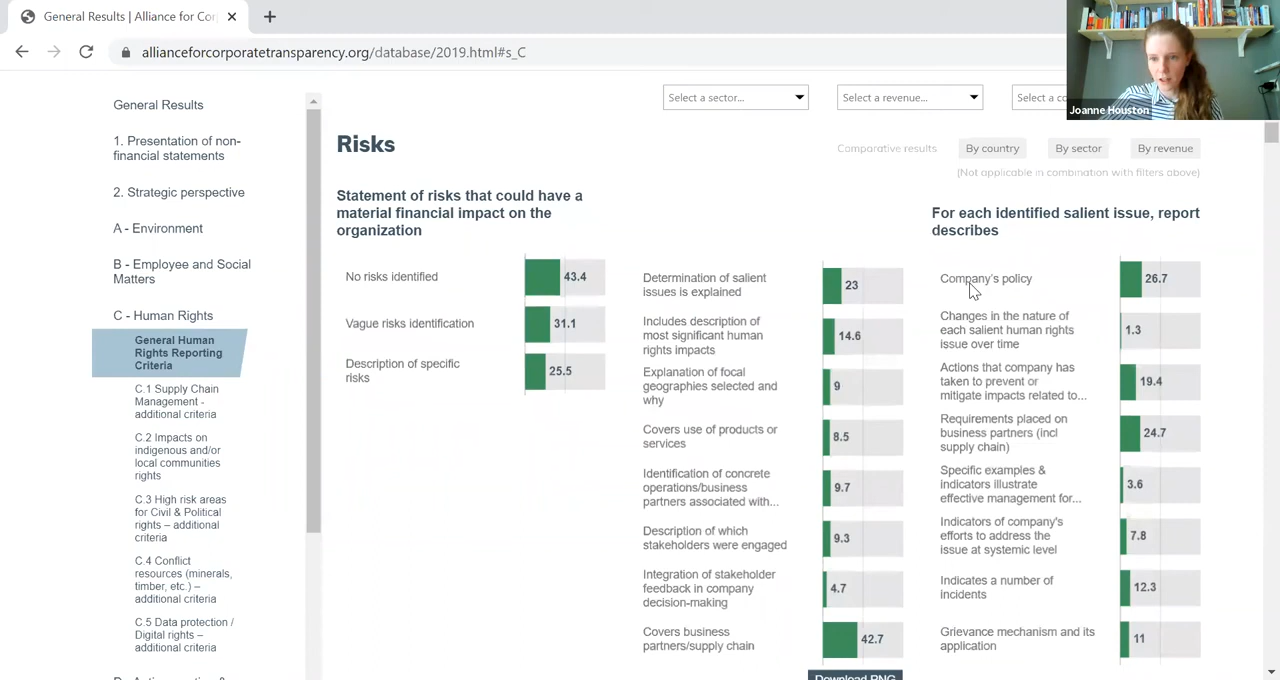 General Results | Alliance for Cor
allianceforcorporatetransparency.org/database/2019.html#s_C
Joanne Houston
General Results
1. Presentation of non-
financial statements
2. Strategic perspective
A - Environment
B - Employee and Social
Matters
C - Human Rights
General Human
Rights Reporting
Criteria
C.1 Supply Chain
Management -
additional criteria
C.2 Impacts on
indigenous and/or
local communities
rights
C.3 High risk areas
for Civil & Political
rights – additional
criteria
C.4 Conflict
resources (minerals,
timber, etc.) –
additional criteria
C.5 Data protection /
Digital rights –
additional criteria
Select a sector...
Select a revenue...
Select a co
Risks
Comparative results
By country
By sector
By revenue
(Not applicable in combination with filters above)
Statement of risks that could have a
material financial impact on the
organization
No risks identified 43.4
Vague risks identification 31.1
Description of specific
risks 25.5
Determination of salient
issues is explained 23
Includes description of
most significant human
rights impacts 14.6
Explanation of focal
geographies selected and
why 9
Covers use of products or
services 8.5
Identification of concrete
operations/business
partners associated with... 9.7
Description of which
stakeholders were engaged 9.3
Integration of stakeholder
feedback in company
decision-making 4.7
Covers business
partners/supply chain 42.7
Download PNG
For each identified salient issue, report
describes
Company's policy 26.7
Changes in the nature of
each salient human rights
issue over time 1.3
Actions that company has
taken to prevent or
mitigate impacts related to... 19.4
Requirements placed on
business partners (incl
supply chain) 24.7
Specific examples &
indicators illustrate
effective management for... 3.6
Indicators of company's
efforts to address the
issue at systemic level 7.8
Indicates a number of
incidents 12.3
Grievance mechanism and its
application 11